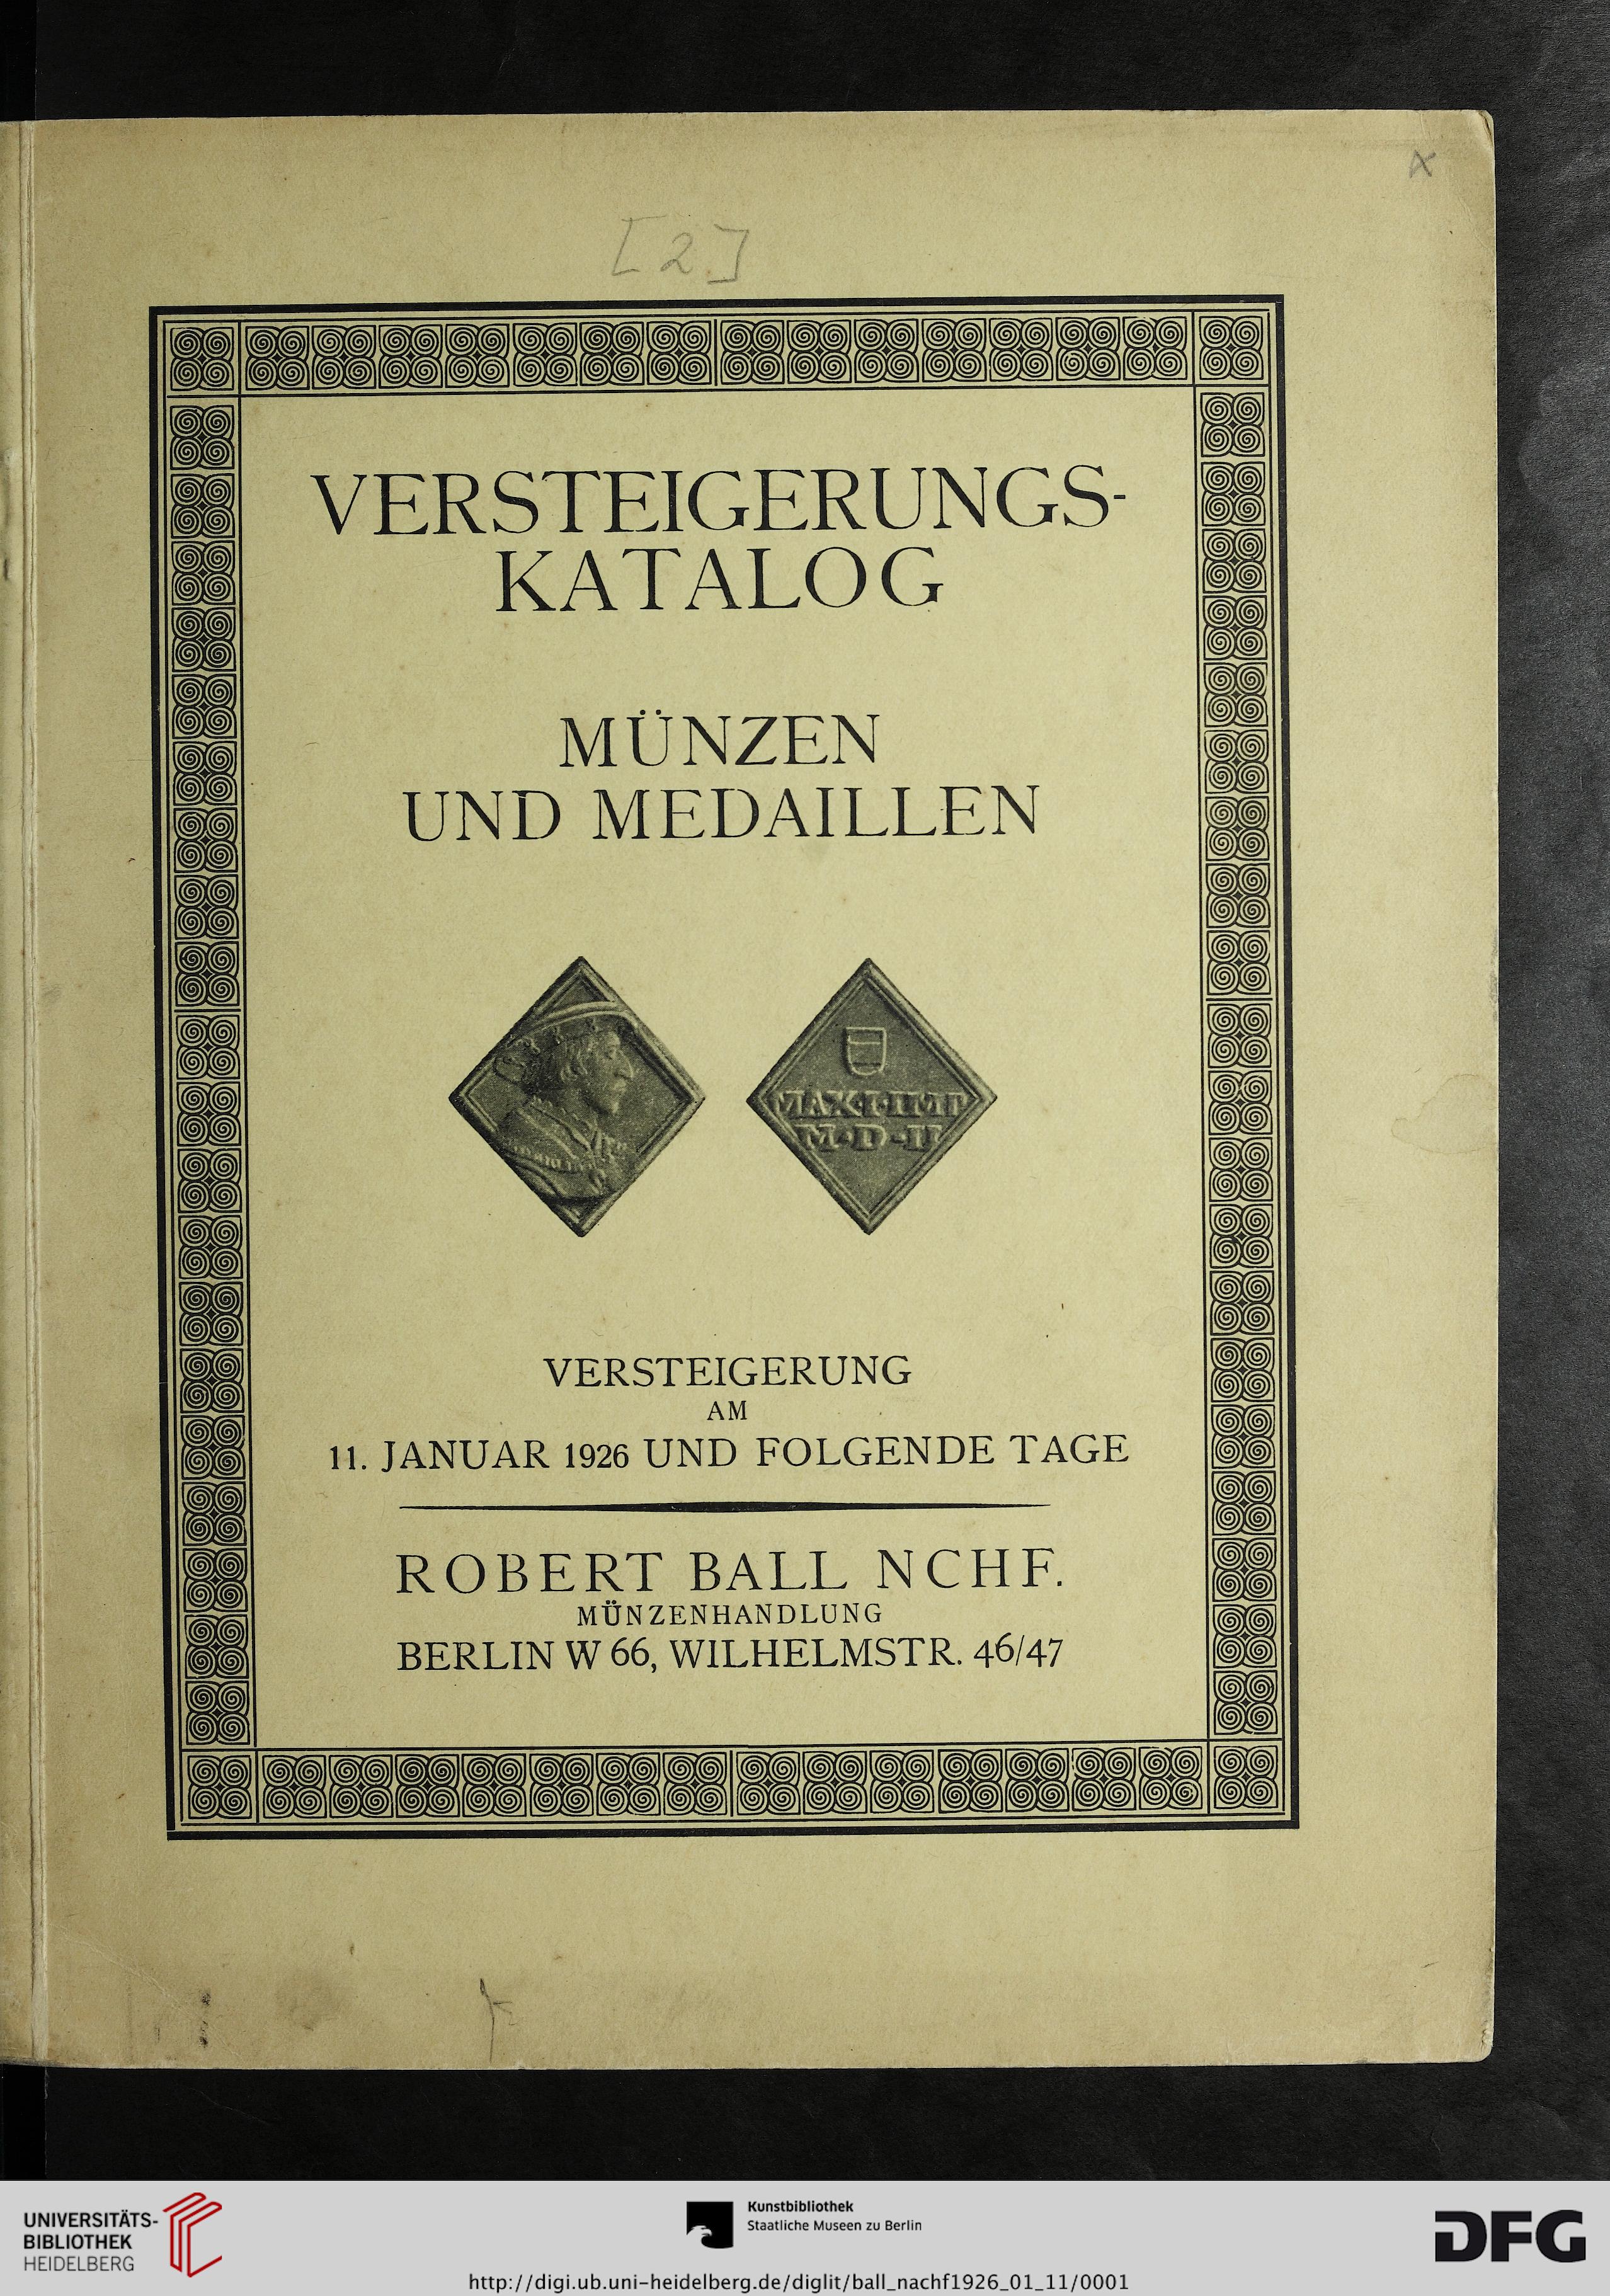 x
[2]
VERSTEIGERUNGS-
KATALOG
MÜNZEN
UND MEDAILLEN
MAX·I·IMP
M·D·II
VERSTEIGERUNG
AM
11. JANUAR 1926 UND FOLGENDE TAGE
ROBERT BALL NCHF.
MÜNZENHANDLUNG
BERLIN W 66, WILHELMSTR. 46/47
UNIVERSITÄTS-
BIBLIOTHEK
HEIDELBERG
Kunstbibliothek
Staatliche Museen zu Berlin
DFG
http://digi.ub.uni-heidelberg.de/diglit/ball_nachf1926_01_11/0001